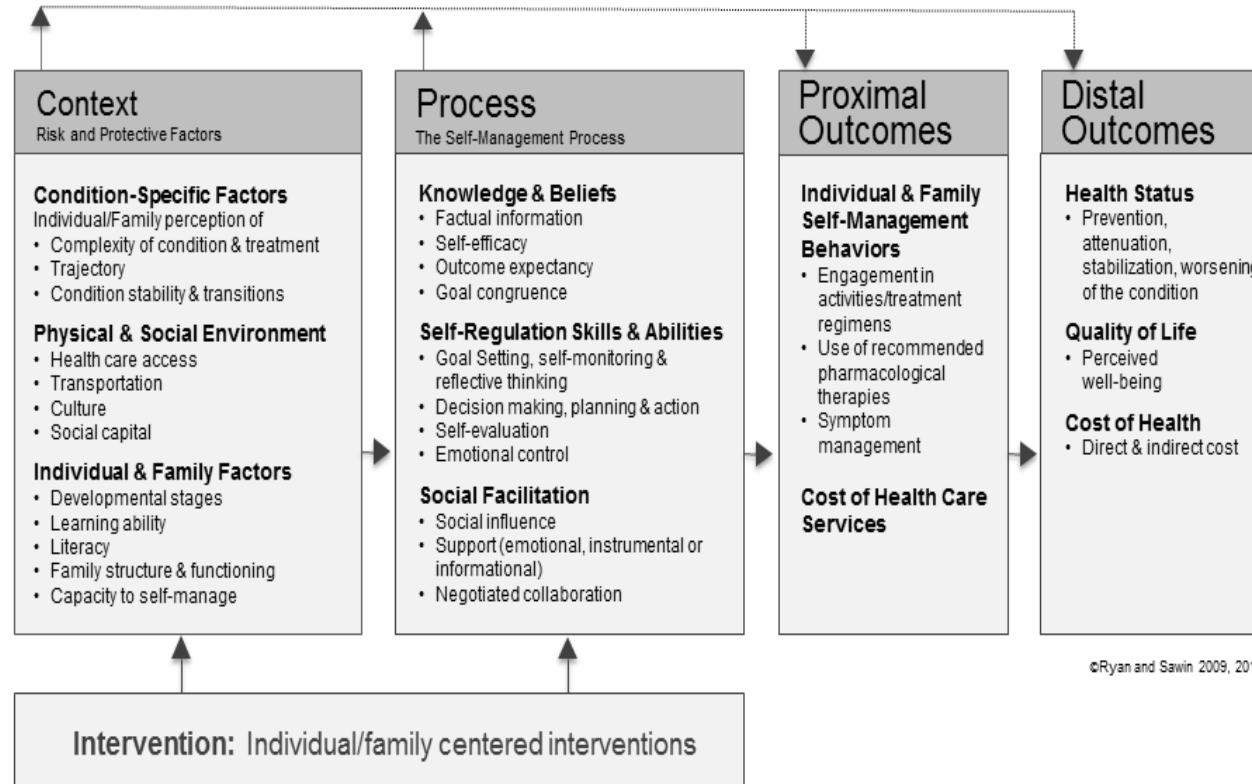 Context
Risk and Protective Factors
Condition-Specific Factors
Individual/Family perception of
• Complexity of condition & treatment
• Trajectory
• Condition stability & transitions
Physical & Social Environment
• Health care access
• Transportation
• Culture
• Social capital
Individual & Family Factors
• Developmental stages
• Learning ability
• Literacy
• Family structure & functioning
• Capacity to self-manage
Process
The Self-Management Process
Knowledge & Beliefs
• Factual information
• Self-efficacy
• Outcome expectancy
• Goal congruence
Self-Regulation Skills & Abilities
• Goal Setting, self-monitoring &
reflective thinking
• Decision making, planning & action
• Self-evaluation
• Emotional control
Social Facilitation
• Social influence
• Support (emotional, instrumental or
informational)
• Negotiated collaboration
Proximal
Outcomes
Individual & Family
Self-Management
Behaviors
• Engagement in
activities/treatment
regimens
• Use of recommended
pharmacological
therapies
• Symptom
management
Cost of Health Care
Services
Distal
Outcomes
Health Status
• Prevention,
attenuation,
stabilization, worsening
of the condition
Quality of Life
• Perceived
well-being
Cost of Health
• Direct & indirect cost
©Ryan and Sawin 2009,
Intervention: Individual/family centered interventions